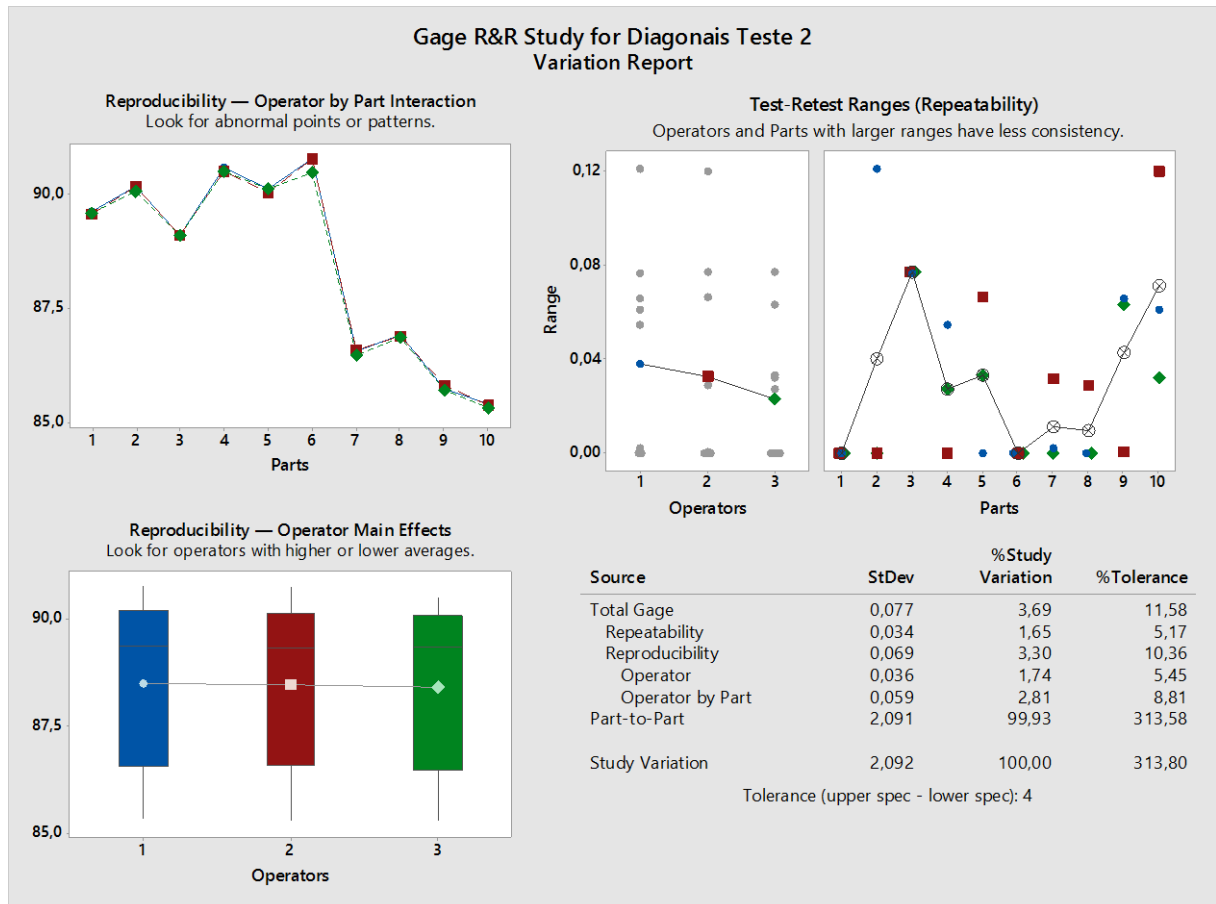 Gage R&R Study for Diagonais Teste 2
Variation Report
Reproducibility — Operator by Part Interaction
Look for abnormal points or patterns.
90,0
87,5
85,0
1 2 3 4 5 6 7 8 9 10
Parts
Test-Retest Ranges (Repeatability)
Operators and Parts with larger ranges have less consistency.
Range
0,12
0,08
0,04
0,00
1 2 3
Operators
1 2 3 4 5 6 7 8 9 10
Parts
Reproducibility — Operator Main Effects
Look for operators with higher or lower averages.
90,0
87,5
85,0
1 2 3
Operators
%Study
Source StDev Variation %Tolerance
Total Gage 0,077 3,69 11,58
Repeatability 0,034 1,65 5,17
Reproducibility 0,069 3,30 10,36
Operator 0,036 1,74 5,45
Operator by Part 0,059 2,81 8,81
Part-to-Part 2,091 99,93 313,58
Study Variation 2,092 100,00 313,80
Tolerance (upper spec - lower spec): 4